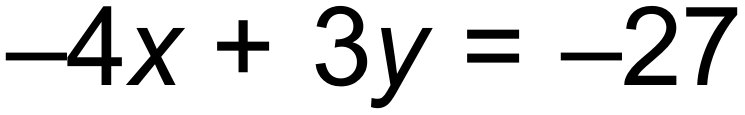 –4x + 3y = –27